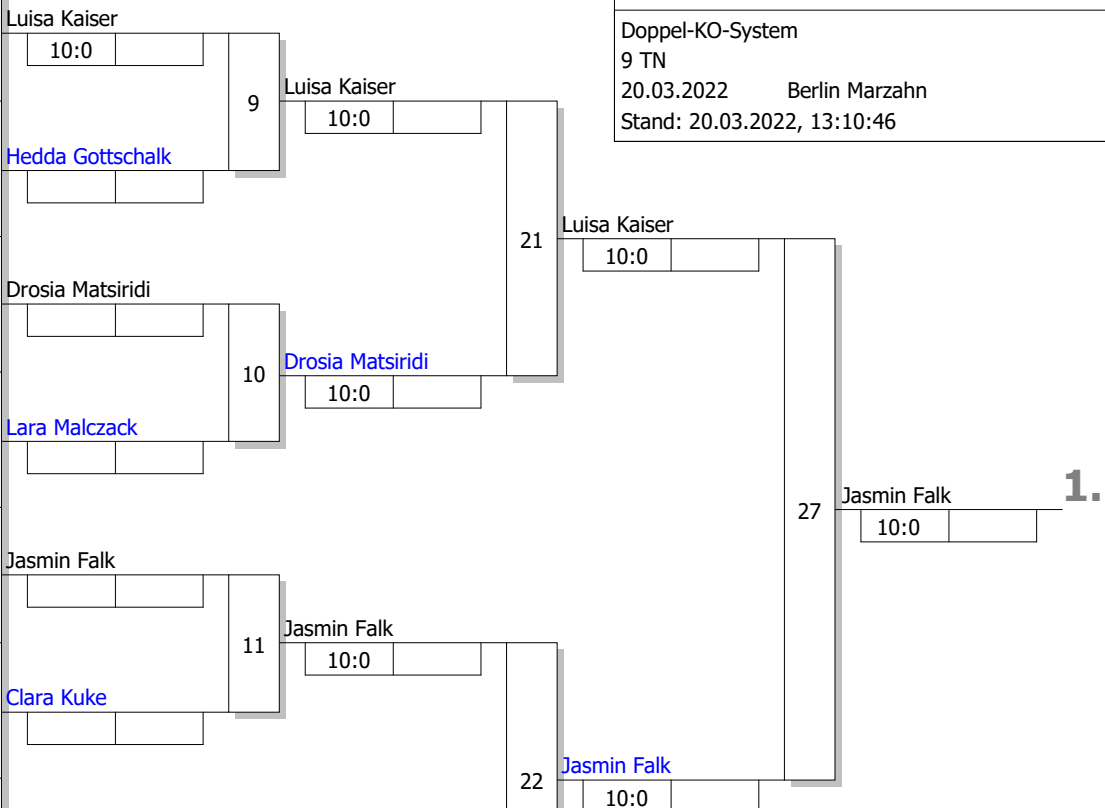 Luisa Kaiser
10:0
Doppel-KO-System
9 TN
20.03.2022 Berlin Marzahn
Stand: 20.03.2022, 13:10:46
9
Luisa Kaiser
10:0
Hedda Gottschalk
21
Luisa Kaiser
10:0
Drosia Matsiridi
10
Drosia Matsiridi
10:0
Lara Malczack
27
Jasmin Falk
1.
10:0
Jasmin Falk
11
Jasmin Falk
10:0
Clara Kuke
22
Jasmin Falk
10:0